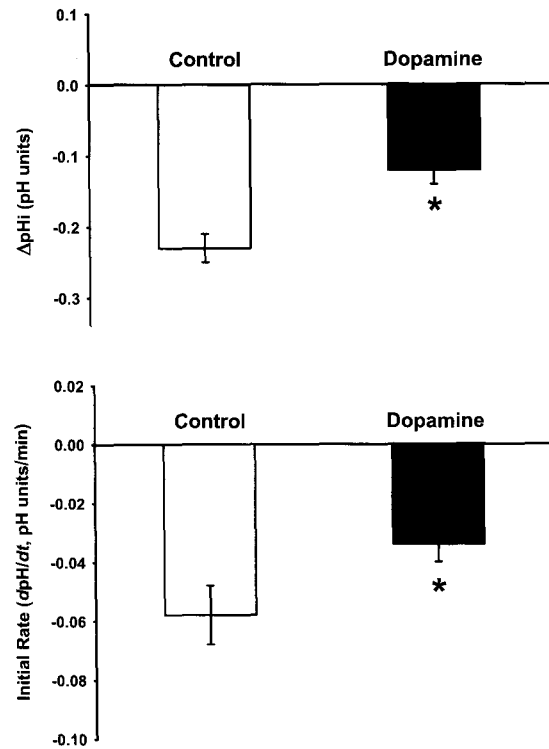 0.1
Control
Dopamine
0.0
-0.1
-0.2
-0.3
ΔpHi (pH units)
*
0.02
Control
Dopamine
0.00
-0.02
-0.04
-0.06
-0.08
-0.10
Initial Rate (dpH/dt, pH units/min)
*